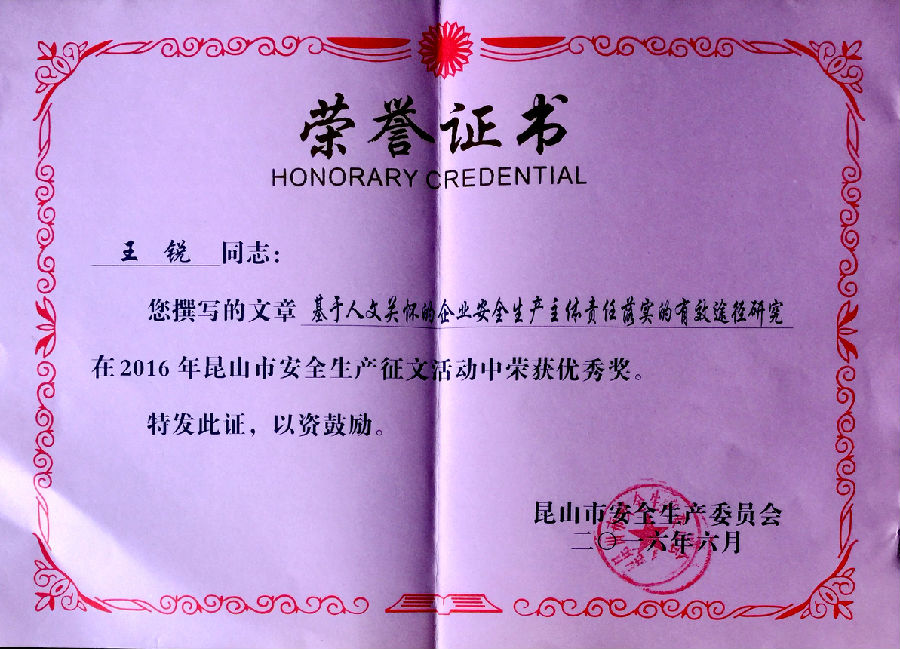 荣誉证书
HONORARY CREDENTIAL
王 锐 同志：
您撰写的文章 基于人文关怀的企业安全生产主体责任落实的有效途径研究
在2016年昆山市安全生产征文活动中荣获优秀奖。
特发此证，以资鼓励。
昆山市安全生产委员会
二〇一六年六月